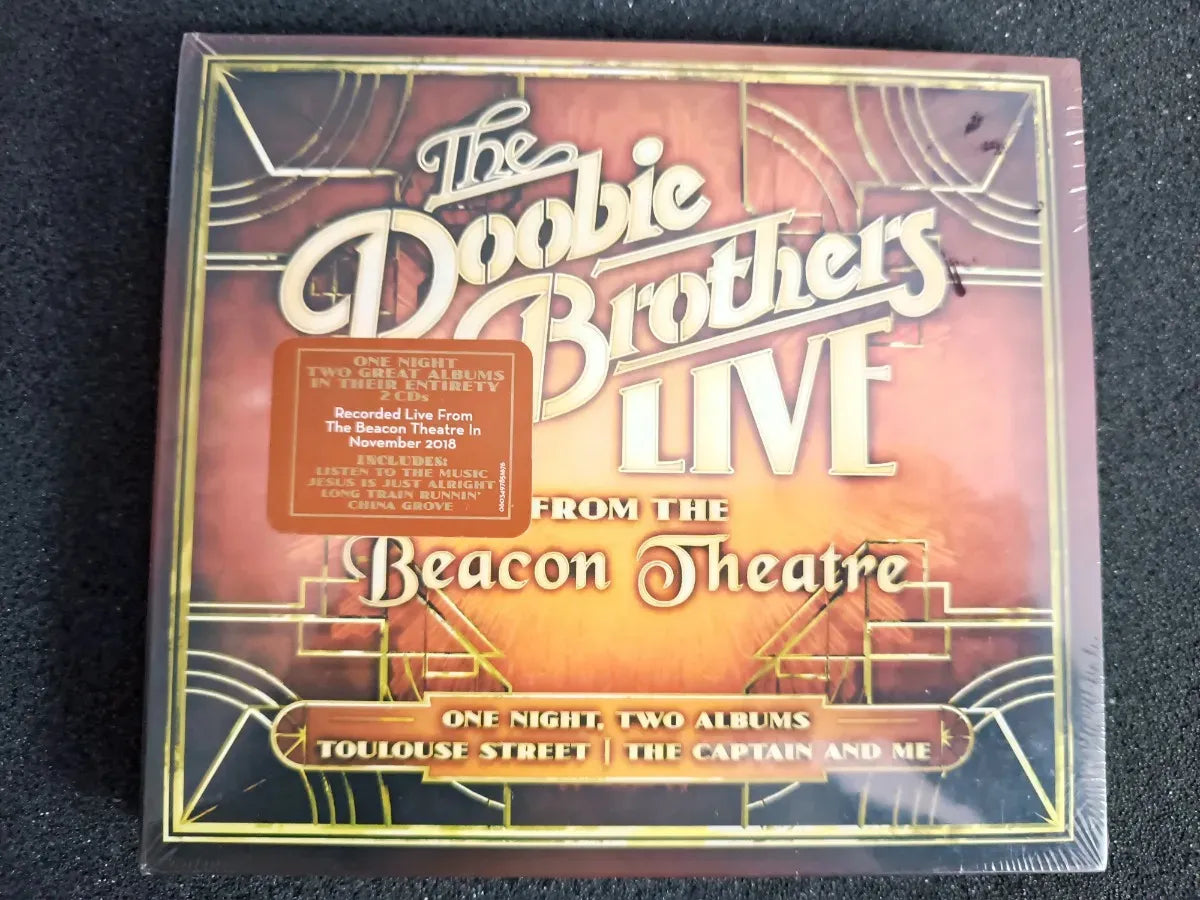 The
Doobie
Brothers
LIVE
FROM THE
Beacon Theatre
ONE NIGHT
TWO GREAT ALBUMS
IN THEIR ENTIRETY
2 CDs
Recorded Live From
The Beacon Theatre In
November 2018
INCLUDES:
LISTEN TO THE MUSIC
JESUS IS JUST ALRIGHT
LONG TRAIN RUNNIN'
CHINA GROVE
ONE NIGHT, TWO ALBUMS
TOULOUSE STREET | THE CAPTAIN AND ME